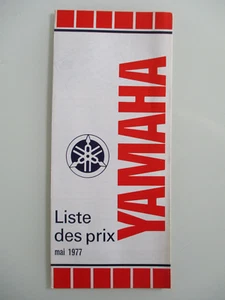 YAMAHA
Liste
des prix
mai 1977